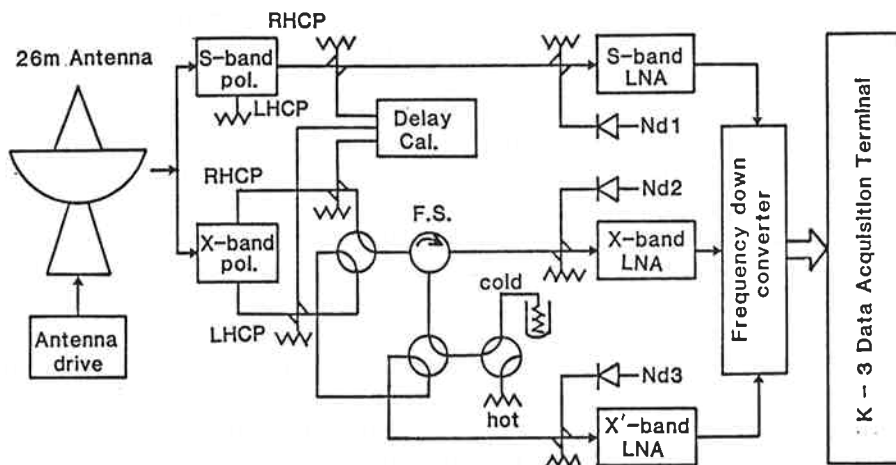 RHCP
26m Antenna
S-band
pol.
LHCP
S-band
LNA
Delay
Cal.
Nd1
RHCP
Nd2
F.S.
X-band
pol.
X-band
LNA
cold
LHCP
Antenna
drive
hot
Nd3
X'-band
LNA
Frequency down
converter
K-3 Data Acquisition Terminal